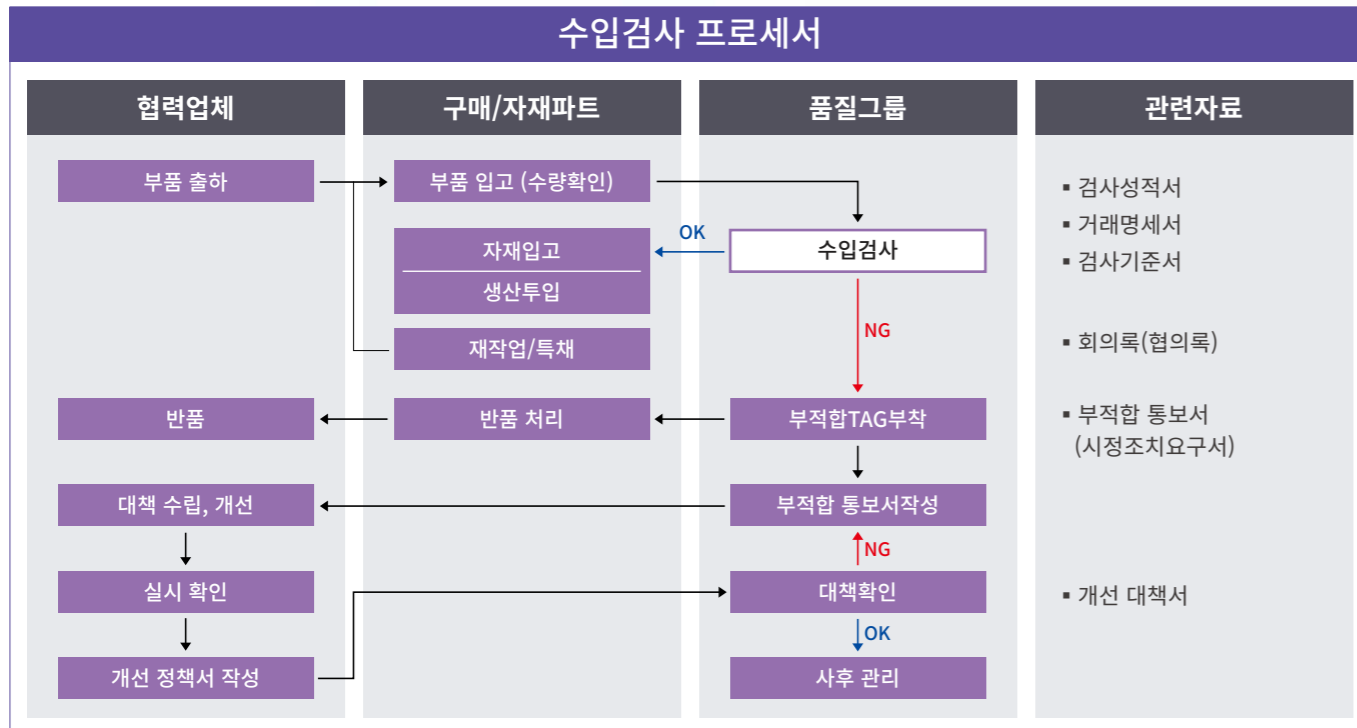 수입검사 프로세서
협력업체
구매/자재파트
품질그룹
관련자료
부품 출하
부품 입고 (수량확인)
▪ 검사성적서
▪ 거래명세서
▪ 검사기준서
OK
수입검사
자재입고
생산투입
NG
재작업/특채
▪ 회의록(협의록)
반품
반품 처리
부적합TAG부착
▪ 부적합 통보서
(시정조치요구서)
대책 수립, 개선
부적합 통보서작성
NG
실시 확인
대책확인
▪ 개선 대책서
OK
개선 정책서 작성
사후 관리